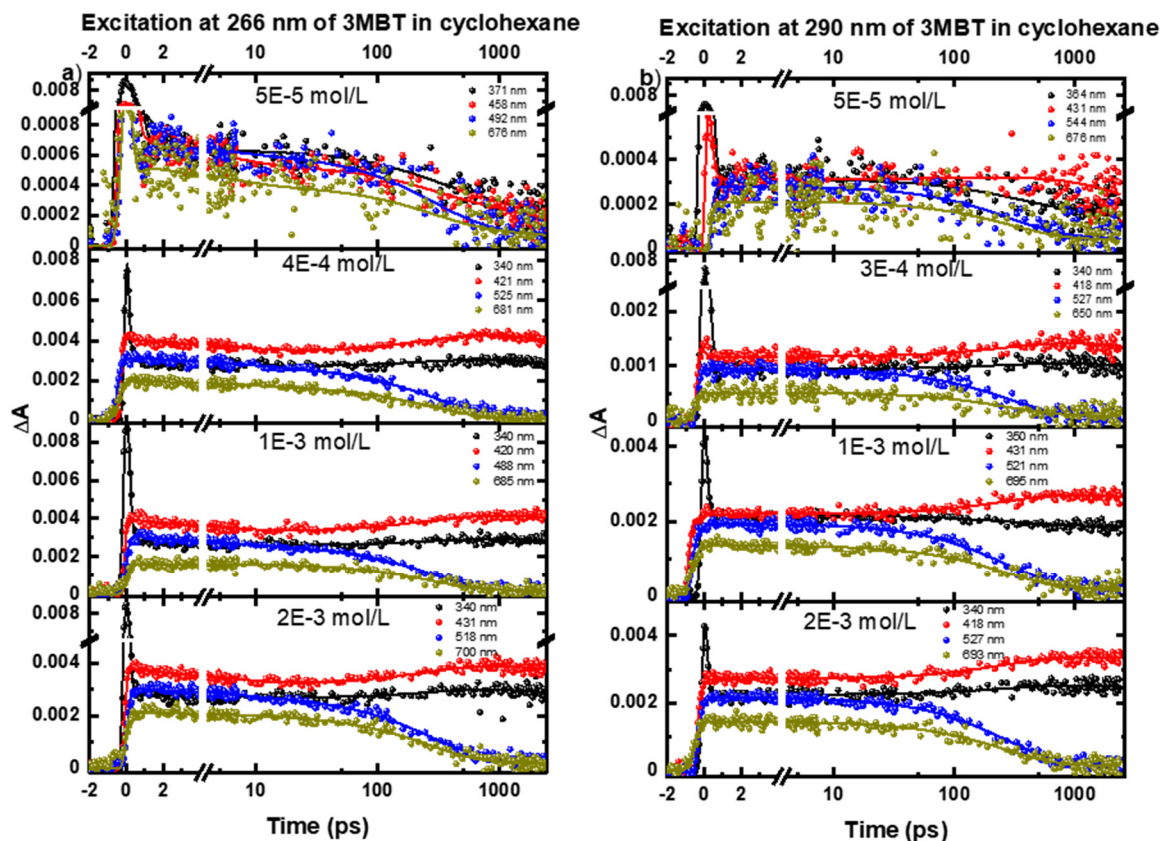 Excitation at 266 nm of 3MBT in cyclohexane
-2 0 2 10 100 1000
a)
5E-5 mol/L
371 nm
458 nm
492 nm
676 nm
0.008
0.0008
0.0006
0.0004
0.0002
0
4E-4 mol/L
340 nm
421 nm
525 nm
681 nm
0.008
0.006
0.004
0.002
0
ΔA
1E-3 mol/L
340 nm
420 nm
488 nm
685 nm
0.008
0.006
0.004
0.002
0
2E-3 mol/L
340 nm
431 nm
518 nm
700 nm
0.008
0.004
0.002
0
-2 0 2 10 100 1000
Time (ps)
Excitation at 290 nm of 3MBT in cyclohexane
-2 0 2 10 100 1000
b)
5E-5 mol/L
364 nm
431 nm
544 nm
676 nm
0.008
0.0004
0.0002
0
3E-4 mol/L
340 nm
418 nm
527 nm
650 nm
0.008
0.002
0.001
0
ΔA
1E-3 mol/L
350 nm
431 nm
521 nm
695 nm
0.004
0.002
0
2E-3 mol/L
340 nm
418 nm
527 nm
693 nm
0.004
0.002
0
-2 0 2 10 100 1000
Time (ps)